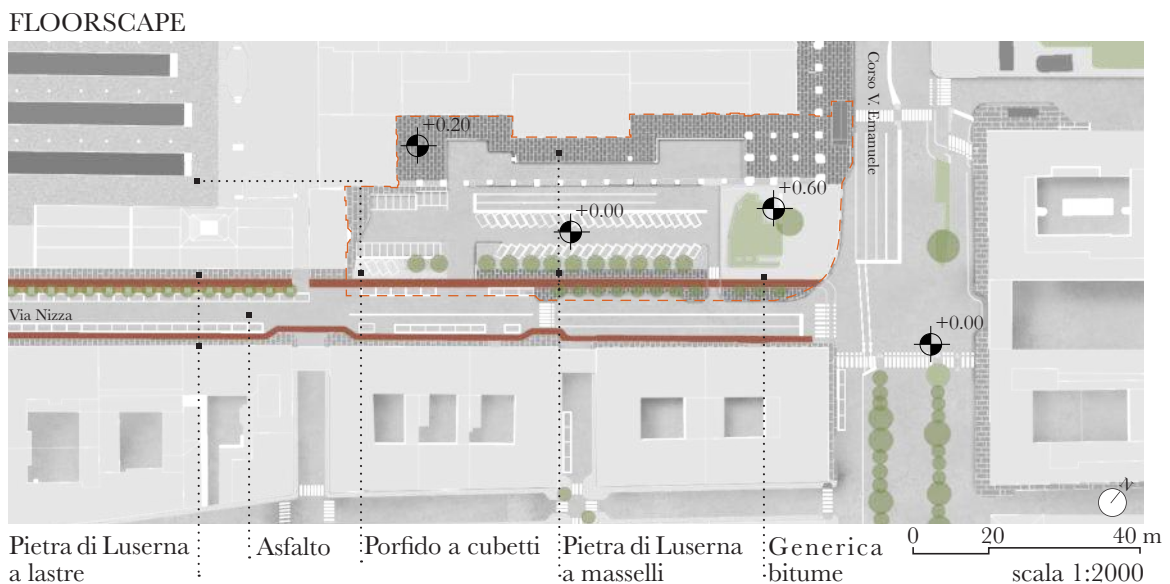 FLOORSCAPE
Corso V. Emanuele
+0.20
+0.60
+0.00
+0.00
Via Nizza
N
Pietra di Luserna
a lastre
Asfalto
Porfido a cubetti
Pietra di Luserna
a masselli
Generica
bitume
0 20 40 m
scala 1:2000